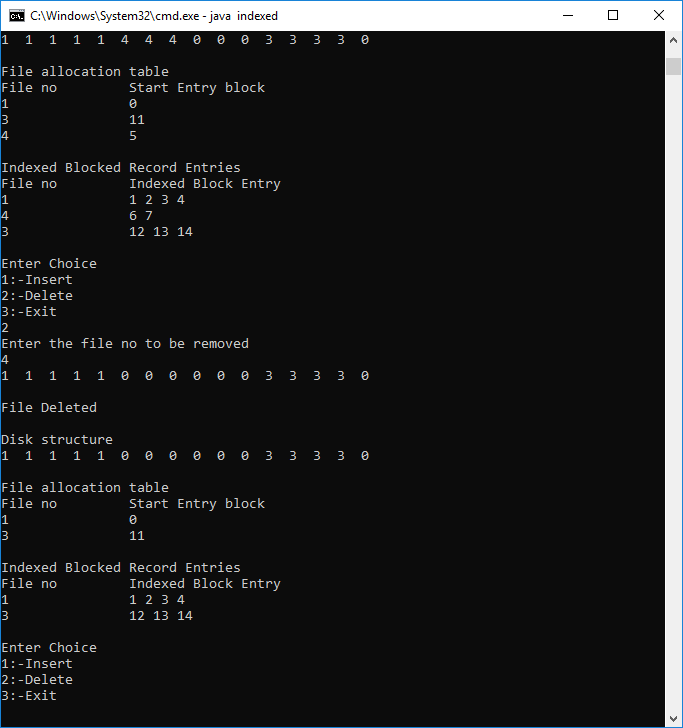 C:\Windows\System32\cmd.exe - java  indexed
1  1  1  1  1  4  4  4  0  0  0  3  3  3  3  0
File allocation table
File no         Start Entry block
1               0
3               11
4               5
Indexed Blocked Record Entries
File no         Indexed Block Entry
1               1 2 3 4
4               6 7
3               12 13 14
Enter Choice
1:-Insert
2:-Delete
3:-Exit
2
Enter the file no to be removed
4
1  1  1  1  1  0  0  0  0  0  0  3  3  3  3  0
File Deleted
Disk structure
1  1  1  1  1  0  0  0  0  0  0  3  3  3  3  0
File allocation table
File no         Start Entry block
1               0
3               11
Indexed Blocked Record Entries
File no         Indexed Block Entry
1               1 2 3 4
3               12 13 14
Enter Choice
1:-Insert
2:-Delete
3:-Exit